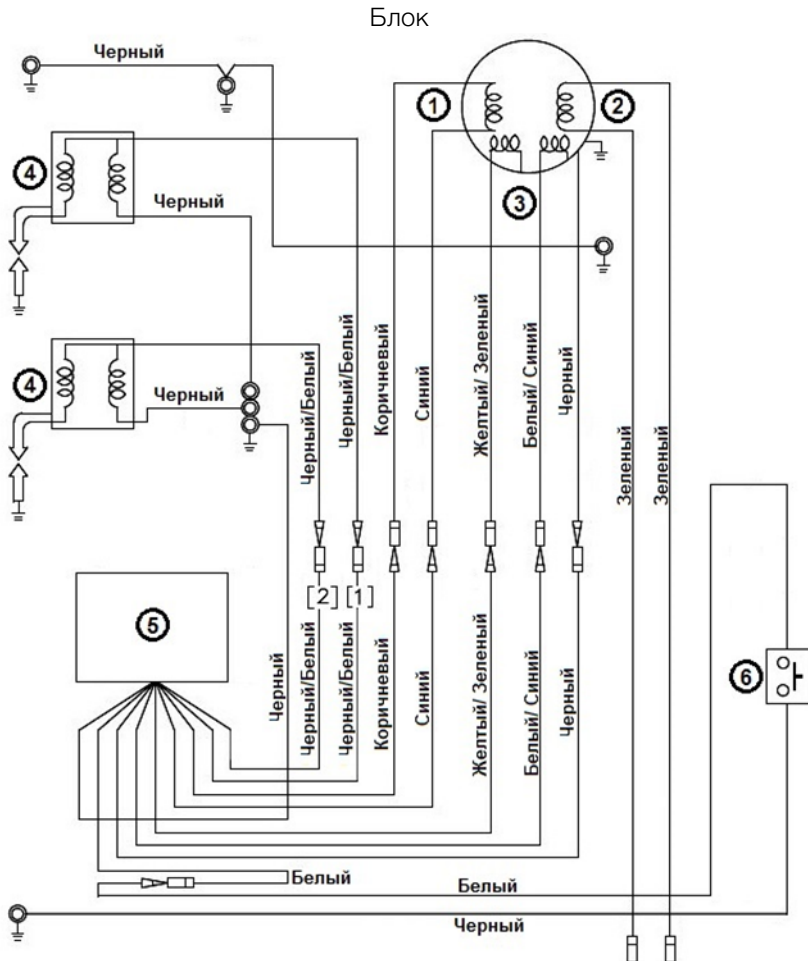 Блок
Черный
1
2
3
4
Черный
4
Черный
Черный/Белый
Черный/Белый
Коричневый
Синий
Желтый/ Зеленый
Белый/ Синий
Черный
Зеленый
Зеленый
[2]
[1]
5
Черный
Черный/Белый
Черный/Белый
Коричневый
Синий
Желтый/ Зеленый
Белый/ Синий
Черный
6
Белый
Белый
Черный